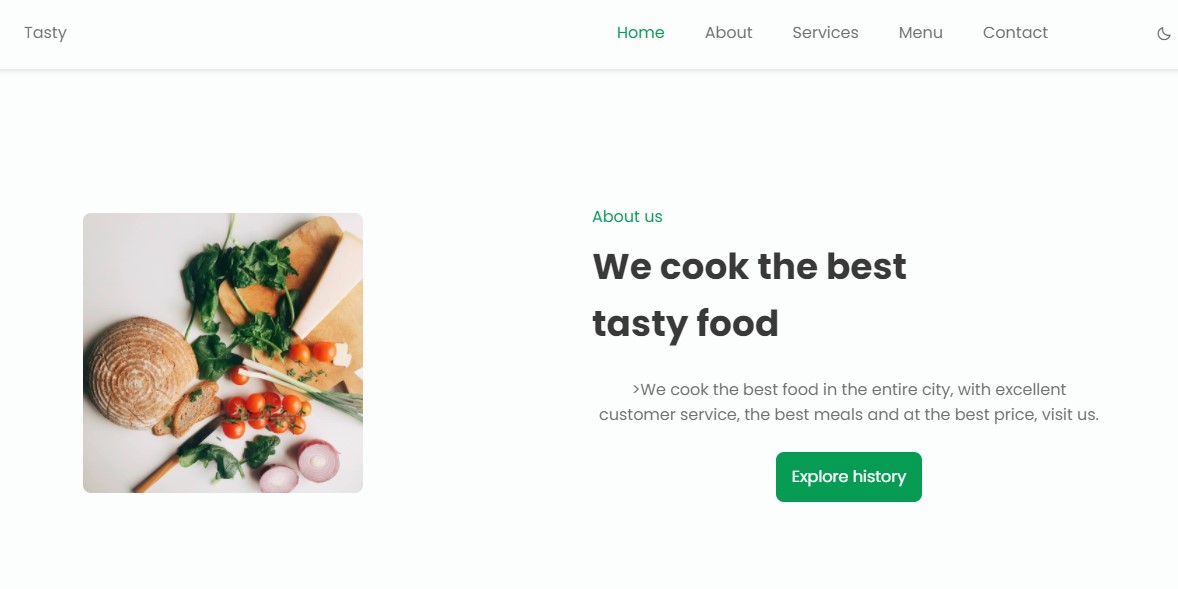 Tasty
Home About Services Menu Contact
About us
We cook the best
tasty food
>We cook the best food in the entire city, with excellent
customer service, the best meals and at the best price, visit us.
Explore history